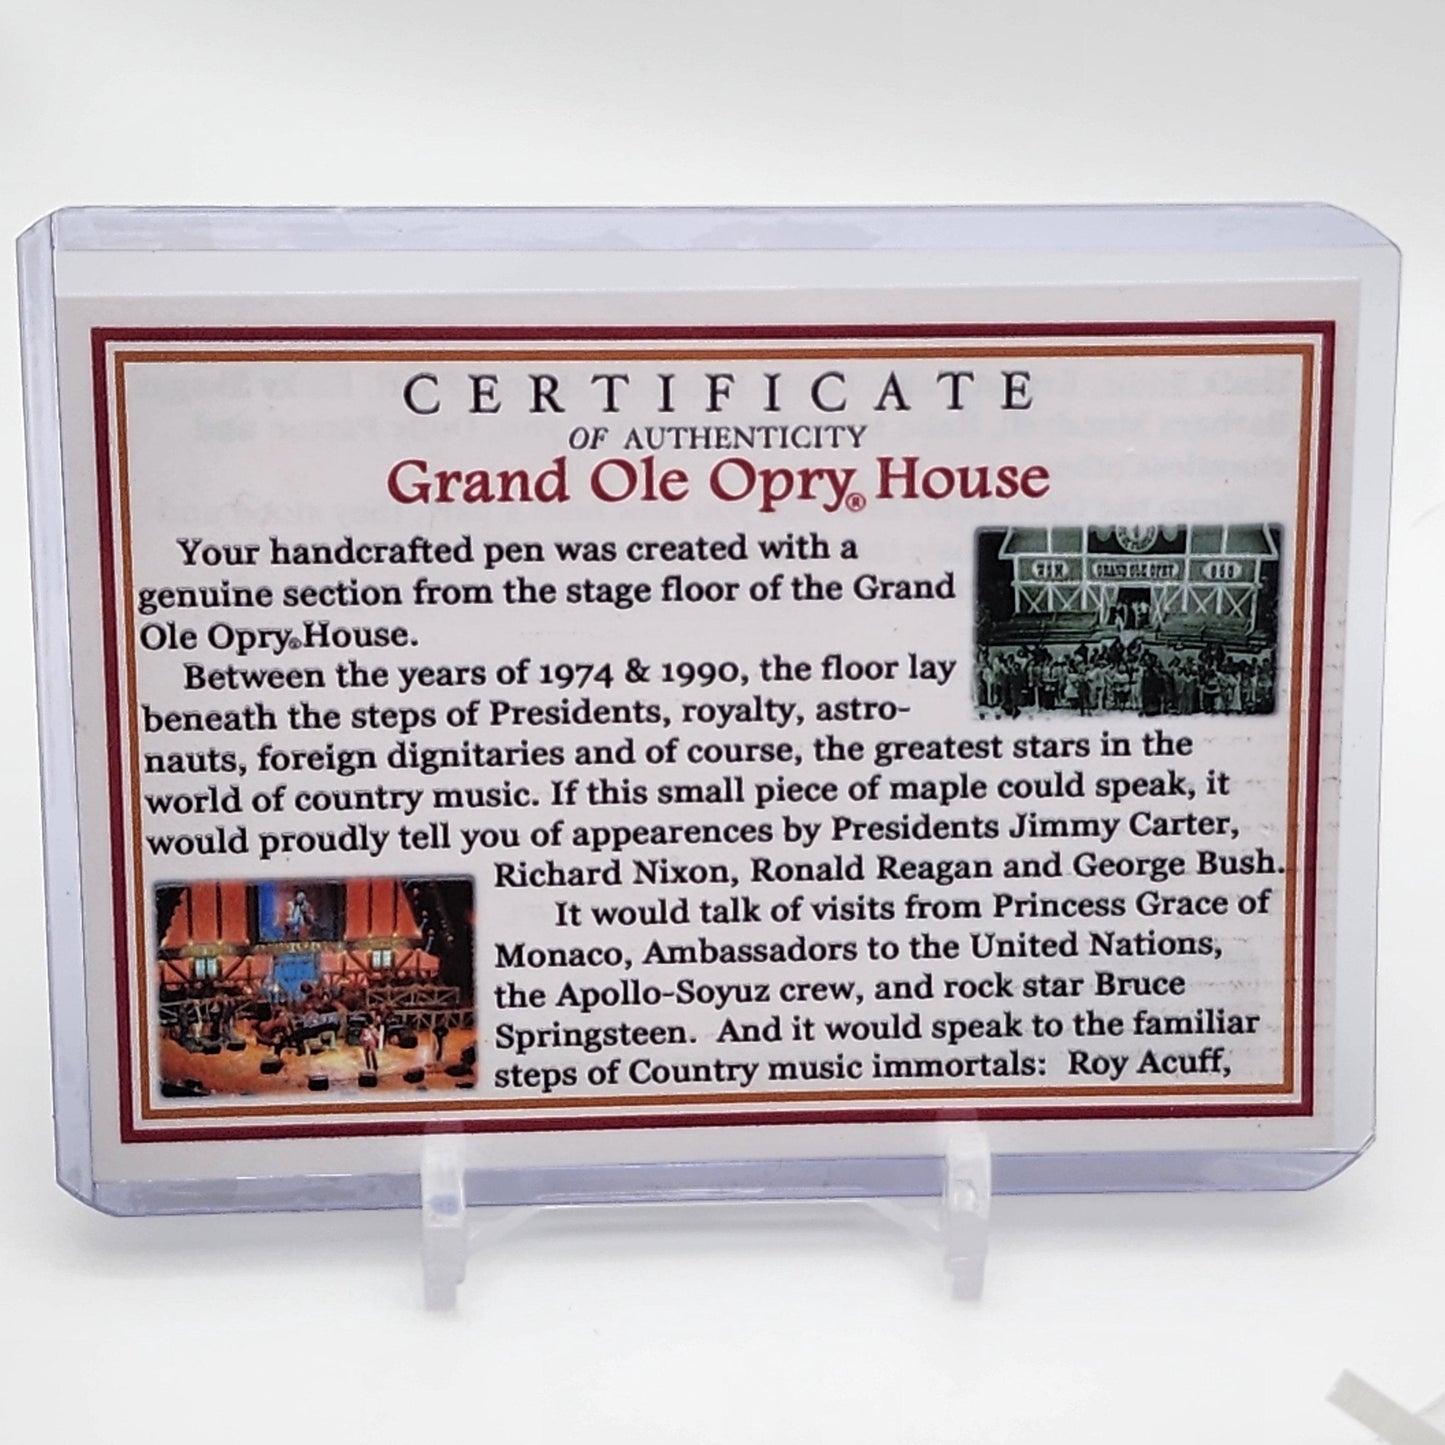 CERTIFICATE
OF AUTHENTICITY
Grand Ole Opry® House
Your handcrafted pen was created with a
genuine section from the stage floor of the Grand
Ole Opry® House.
Between the years of 1974 & 1990, the floor lay
beneath the steps of Presidents, royalty, astro-
nauts, foreign dignitaries and of course, the greatest stars in the
world of country music. If this small piece of maple could speak, it
would proudly tell you of appearences by Presidents Jimmy Carter,
Richard Nixon, Ronald Reagan and George Bush.
It would talk of visits from Princess Grace of
Monaco, Ambassadors to the United Nations,
the Apollo-Soyuz crew, and rock star Bruce
Springsteen. And it would speak to the familiar
steps of Country music immortals: Roy Acuff,
GRAND OLE OPRY
650